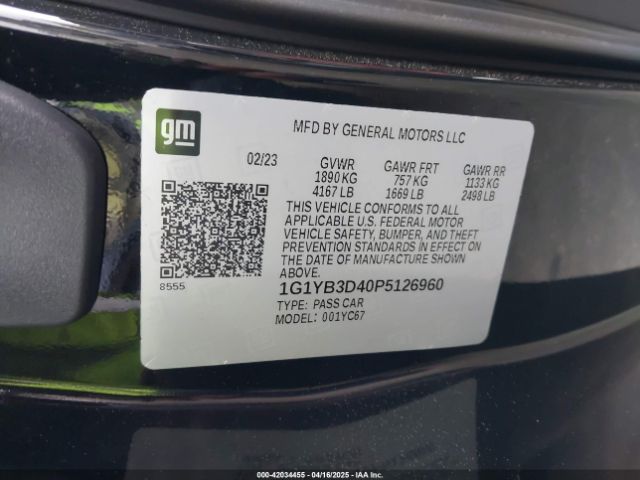 gm
MFD BY GENERAL MOTORS LLC
02/23 GVWR GAWR FRT GAWR RR
1890 KG 757 KG 1133 KG
4167 LB 1669 LB 2498 LB
THIS VEHICLE CONFORMS TO ALL
APPLICABLE U.S. FEDERAL MOTOR
VEHICLE SAFETY, BUMPER, AND THEFT
PREVENTION STANDARDS IN EFFECT ON
THE DATE OF MANUFACTURE SHOWN
ABOVE.
8555
1G1YB3D40P5126960
TYPE: PASS CAR
MODEL: 001YC67
000-42034455 - 04/16/2025 - IAAI.COM